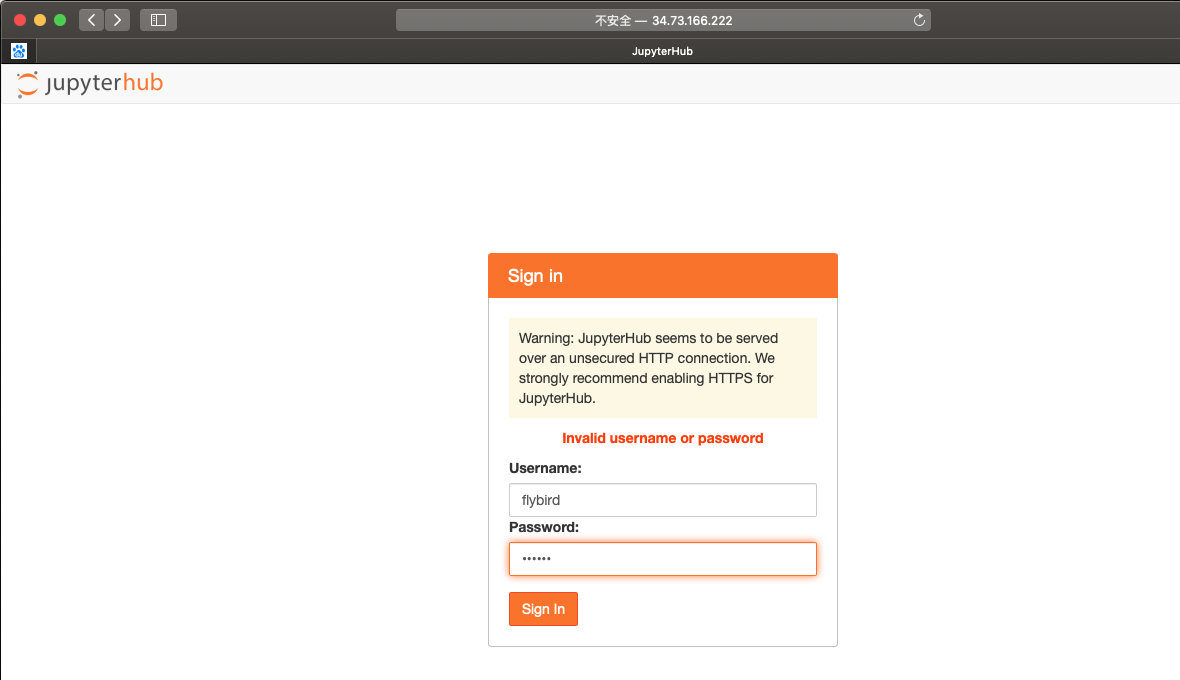 不安全 — 34.73.166.222
JupyterHub
jupyterhub
Sign in
Warning: JupyterHub seems to be served
over an unsecured HTTP connection. We
strongly recommend enabling HTTPS for
JupyterHub.
Invalid username or password
Username:
flybird
Password:
••••••
Sign In